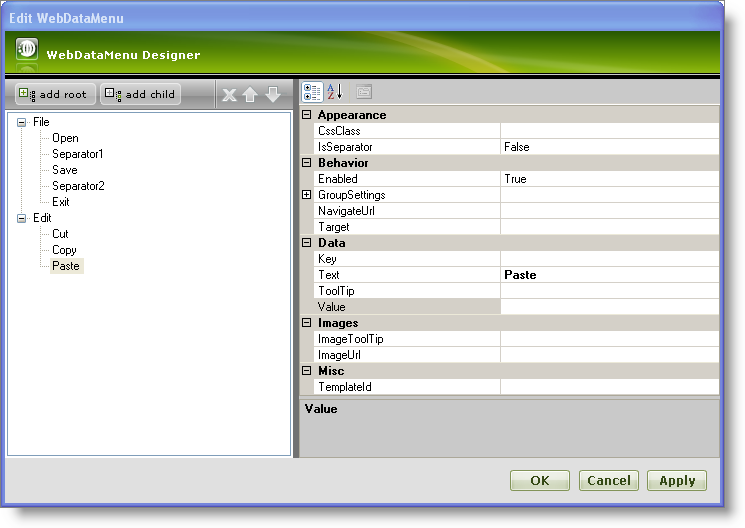 Edit WebDataMenu
WebDataMenu Designer
add root add child
File
Open
Separator1
Save
Separator2
Exit
Edit
Cut
Copy
Paste
Appearance
CssClass
IsSeparator False
Behavior
Enabled True
GroupSettings
NavigateUrl
Target
Data
Key
Text Paste
ToolTip
Value
Images
ImageToolTip
ImageUrl
Misc
TemplateId
Value
OK Cancel Apply